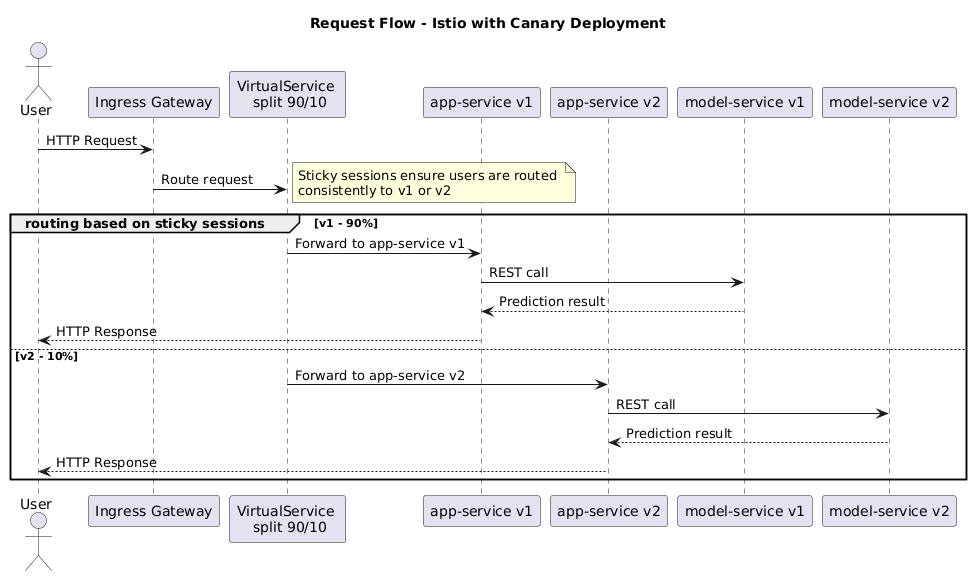 Request Flow - Istio with Canary Deployment
User
Ingress Gateway
VirtualService
split 90/10
app-service v1
app-service v2
model-service v1
model-service v2
HTTP Request
Route request
Sticky sessions ensure users are routed
consistently to v1 or v2
routing based on sticky sessions
[v1 - 90%]
Forward to app-service v1
REST call
Prediction result
HTTP Response
[v2 - 10%]
Forward to app-service v2
REST call
Prediction result
HTTP Response
User
Ingress Gateway
VirtualService
split 90/10
app-service v1
app-service v2
model-service v1
model-service v2